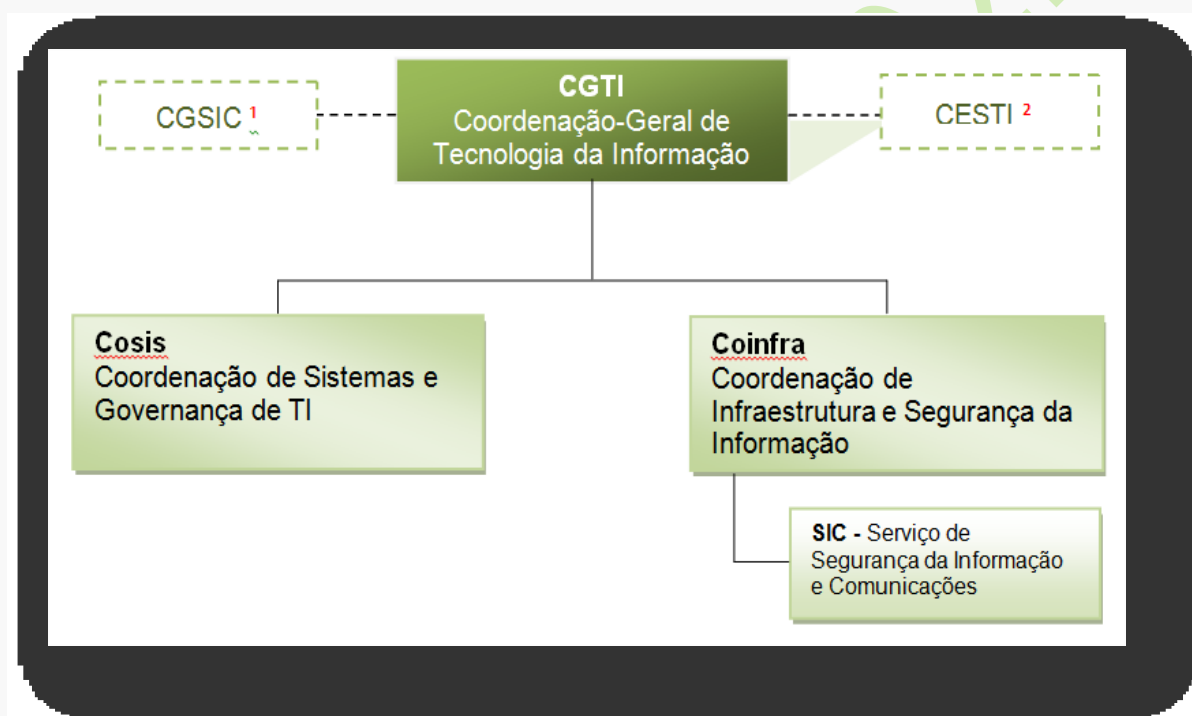 CGTI
Coordenação-Geral de
Tecnologia da Informação
CGSIC 1
CESTI 2
Cosis
Coordenação de Sistemas e
Governança de TI
Coinfra
Coordenação de
Infraestrutura e Segurança da
Informação
SIC - Serviço de
Segurança da Informação
e Comunicações